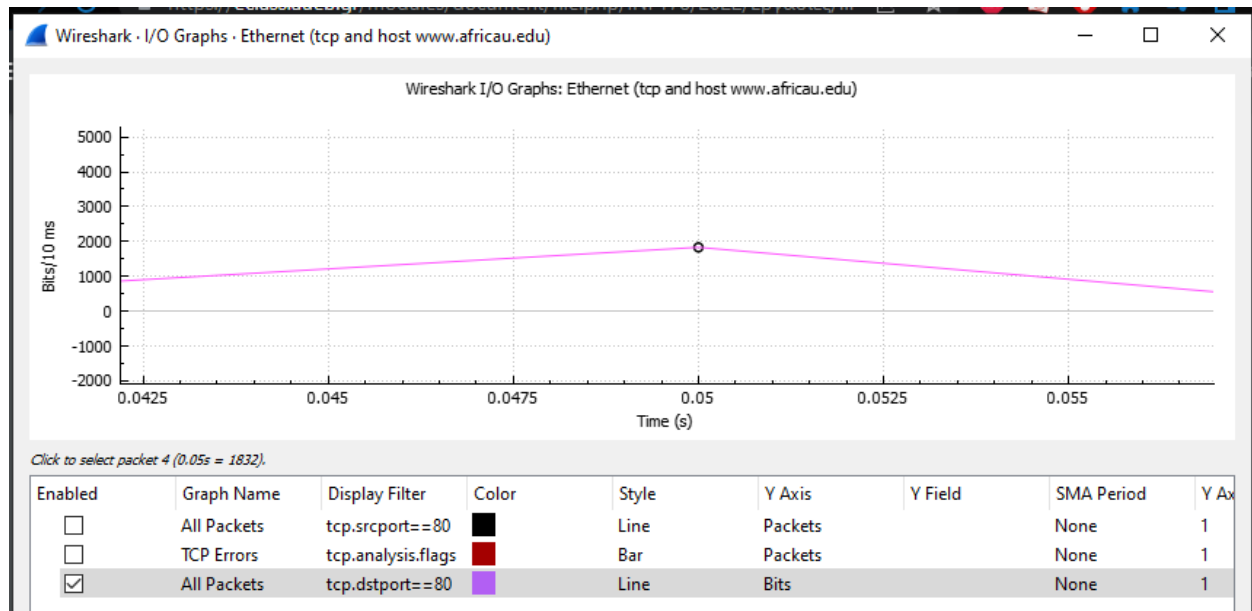 Wireshark · I/O Graphs · Ethernet (tcp and host www.africau.edu)
Wireshark I/O Graphs: Ethernet (tcp and host www.africau.edu)
5000
4000
3000
2000
1000
0
-1000
-2000
Bits/10 ms
0.0425 0.045 0.0475 0.05 0.0525 0.055
Time (s)
Click to select packet 4 (0.05s = 1832).
Enabled Graph Name Display Filter Color Style Y Axis Y Field SMA Period Y Ax
All Packets tcp.srcport==80 Line Packets None 1
TCP Errors tcp.analysis.flags Bar Packets None 1
All Packets tcp.dstport==80 Line Bits None 1